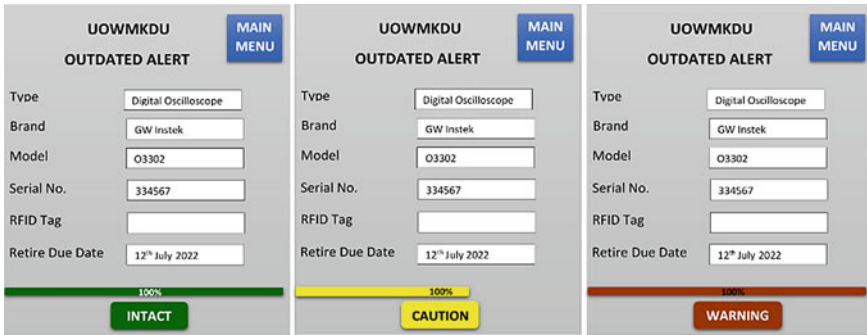 UOWMKDU
MAIN MENU
OUTDATED ALERT
Type Digital Oscilloscope
Brand GW Instek
Model O3302
Serial No. 334567
RFID Tag
Retire Due Date 12th July 2022
100%
INTACT
UOWMKDU
MAIN MENU
OUTDATED ALERT
Type Digital Oscilloscope
Brand GW Instek
Model O3302
Serial No. 334567
RFID Tag
Retire Due Date 12th July 2022
100%
CAUTION
UOWMKDU
MAIN MENU
OUTDATED ALERT
Type Digital Oscilloscope
Brand GW Instek
Model O3302
Serial No. 334567
RFID Tag
Retire Due Date 12th July 2022
100%
WARNING